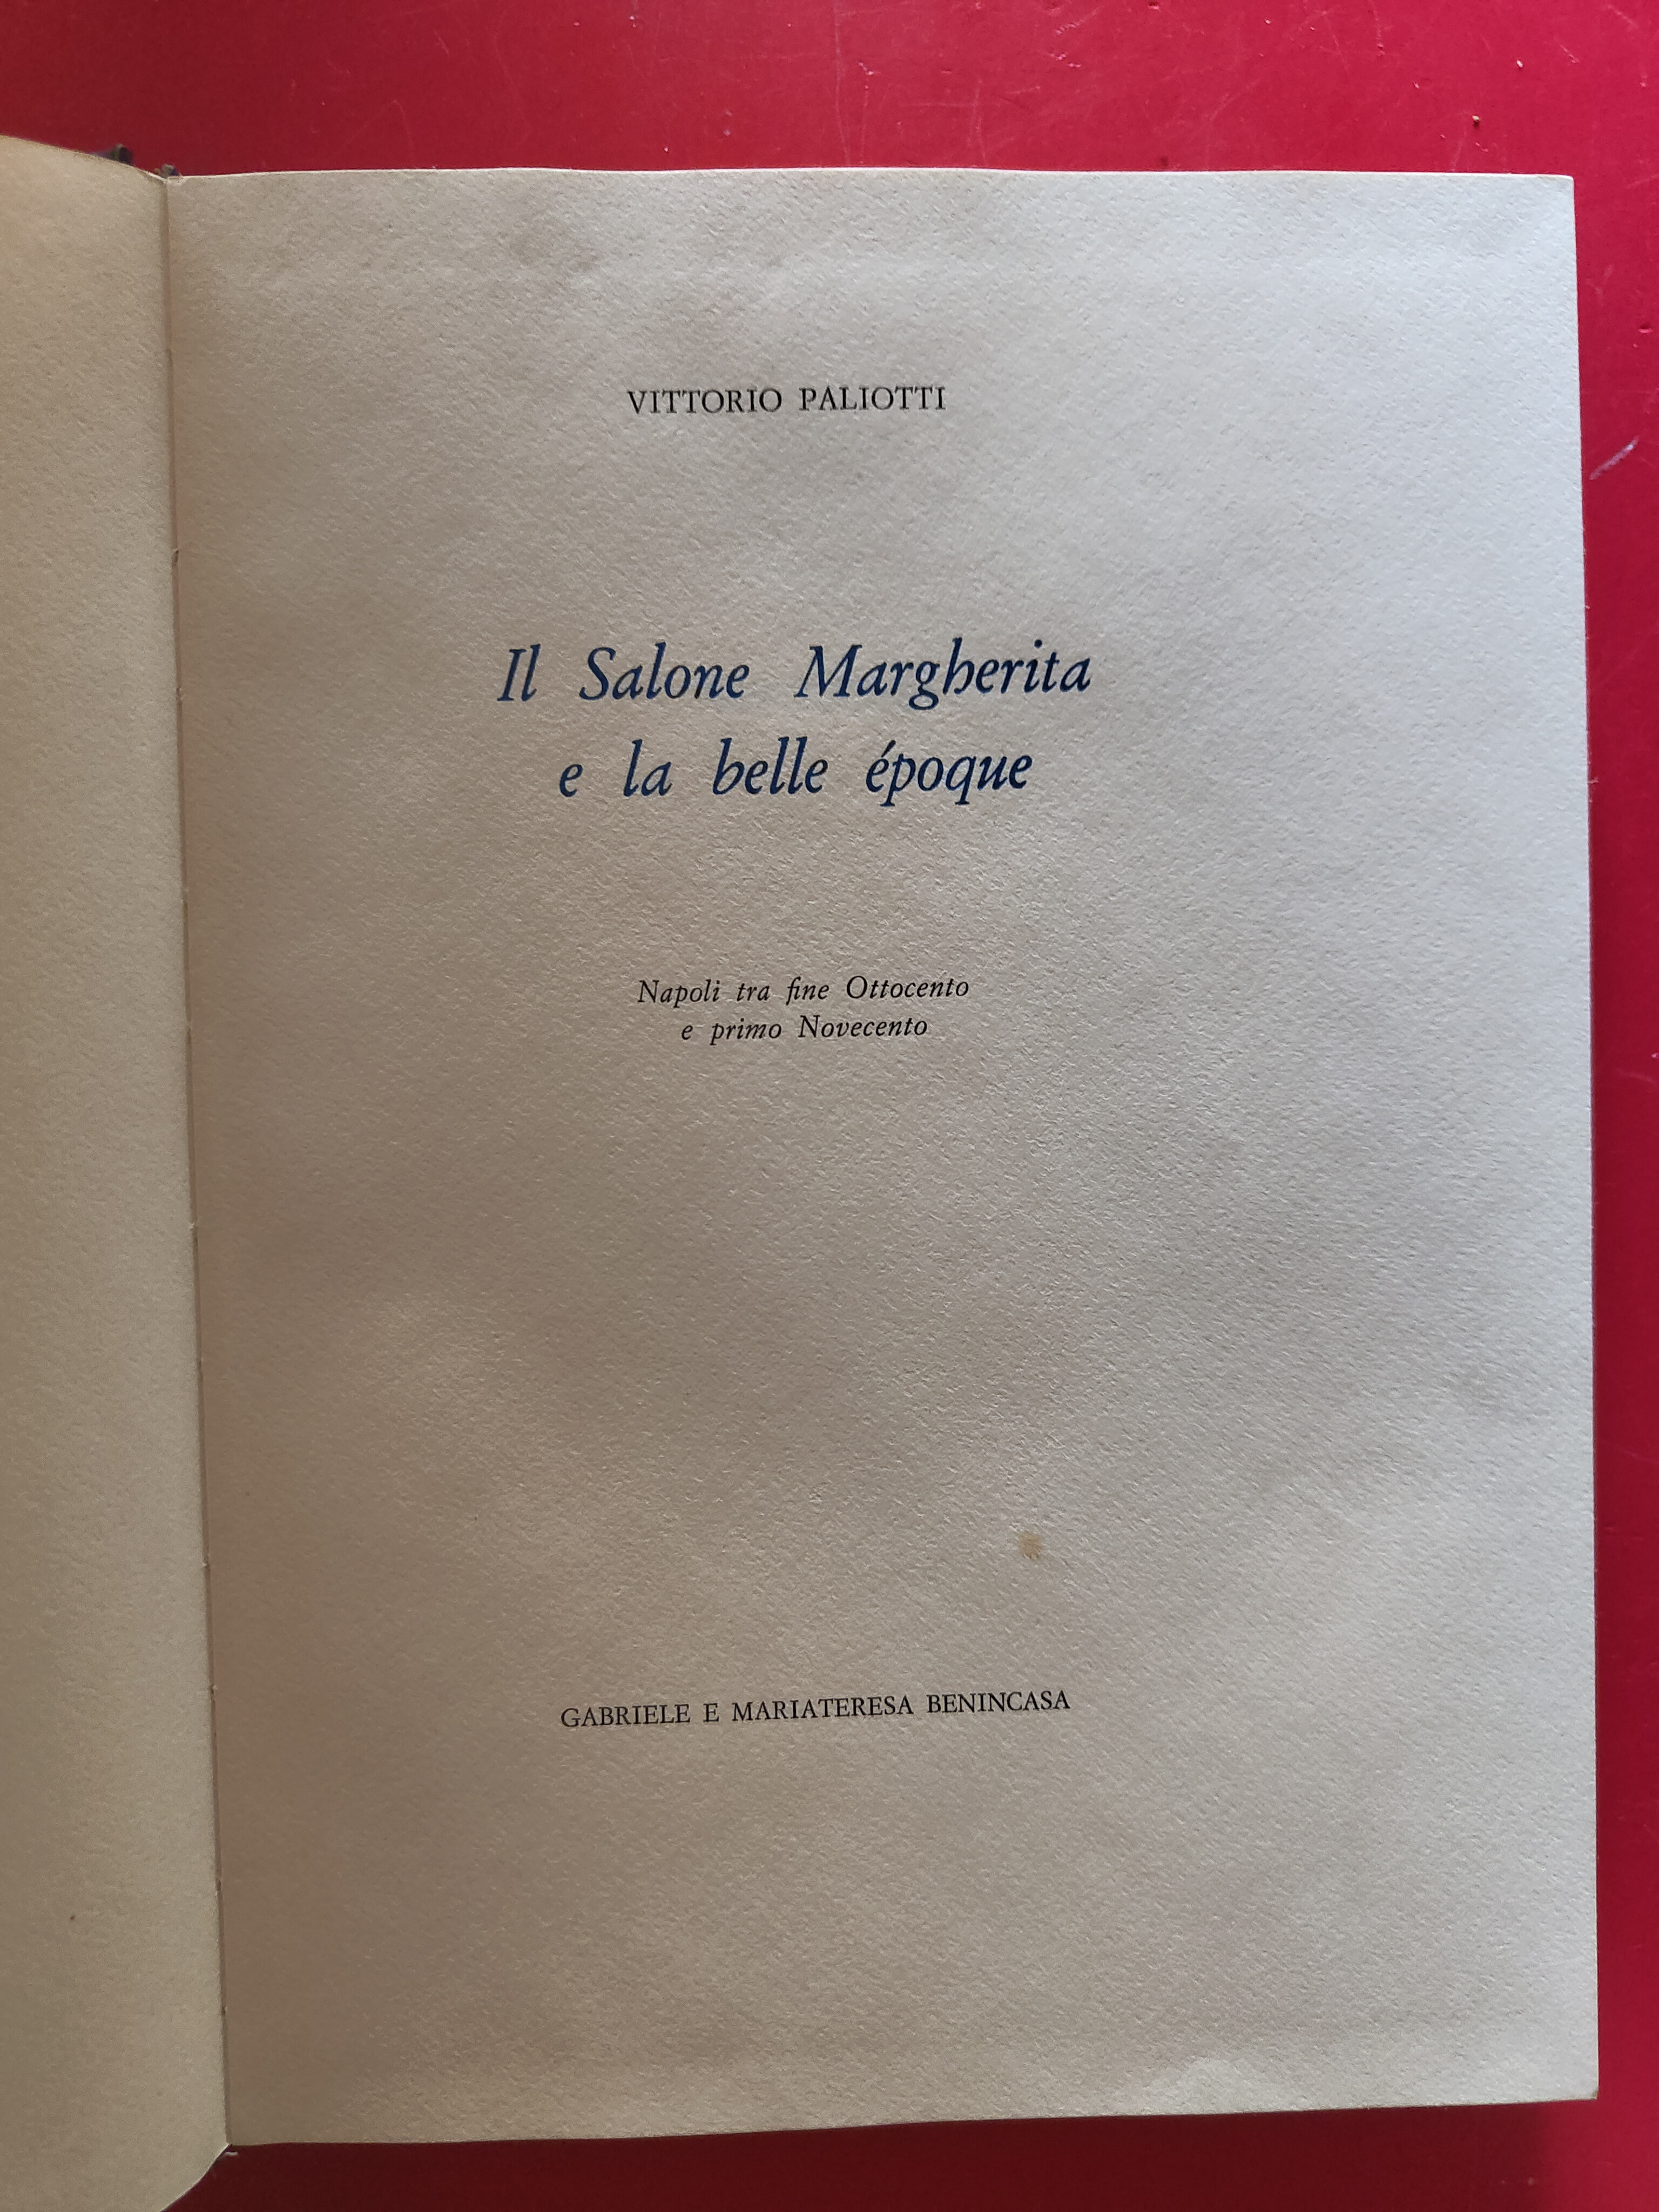 VITTORIO PALIOTTI
Il Salone Margherita
e la belle époque
Napoli tra fine Ottocento
e primo Novecento
GABRIELE E MARIATERESA BENINCASA